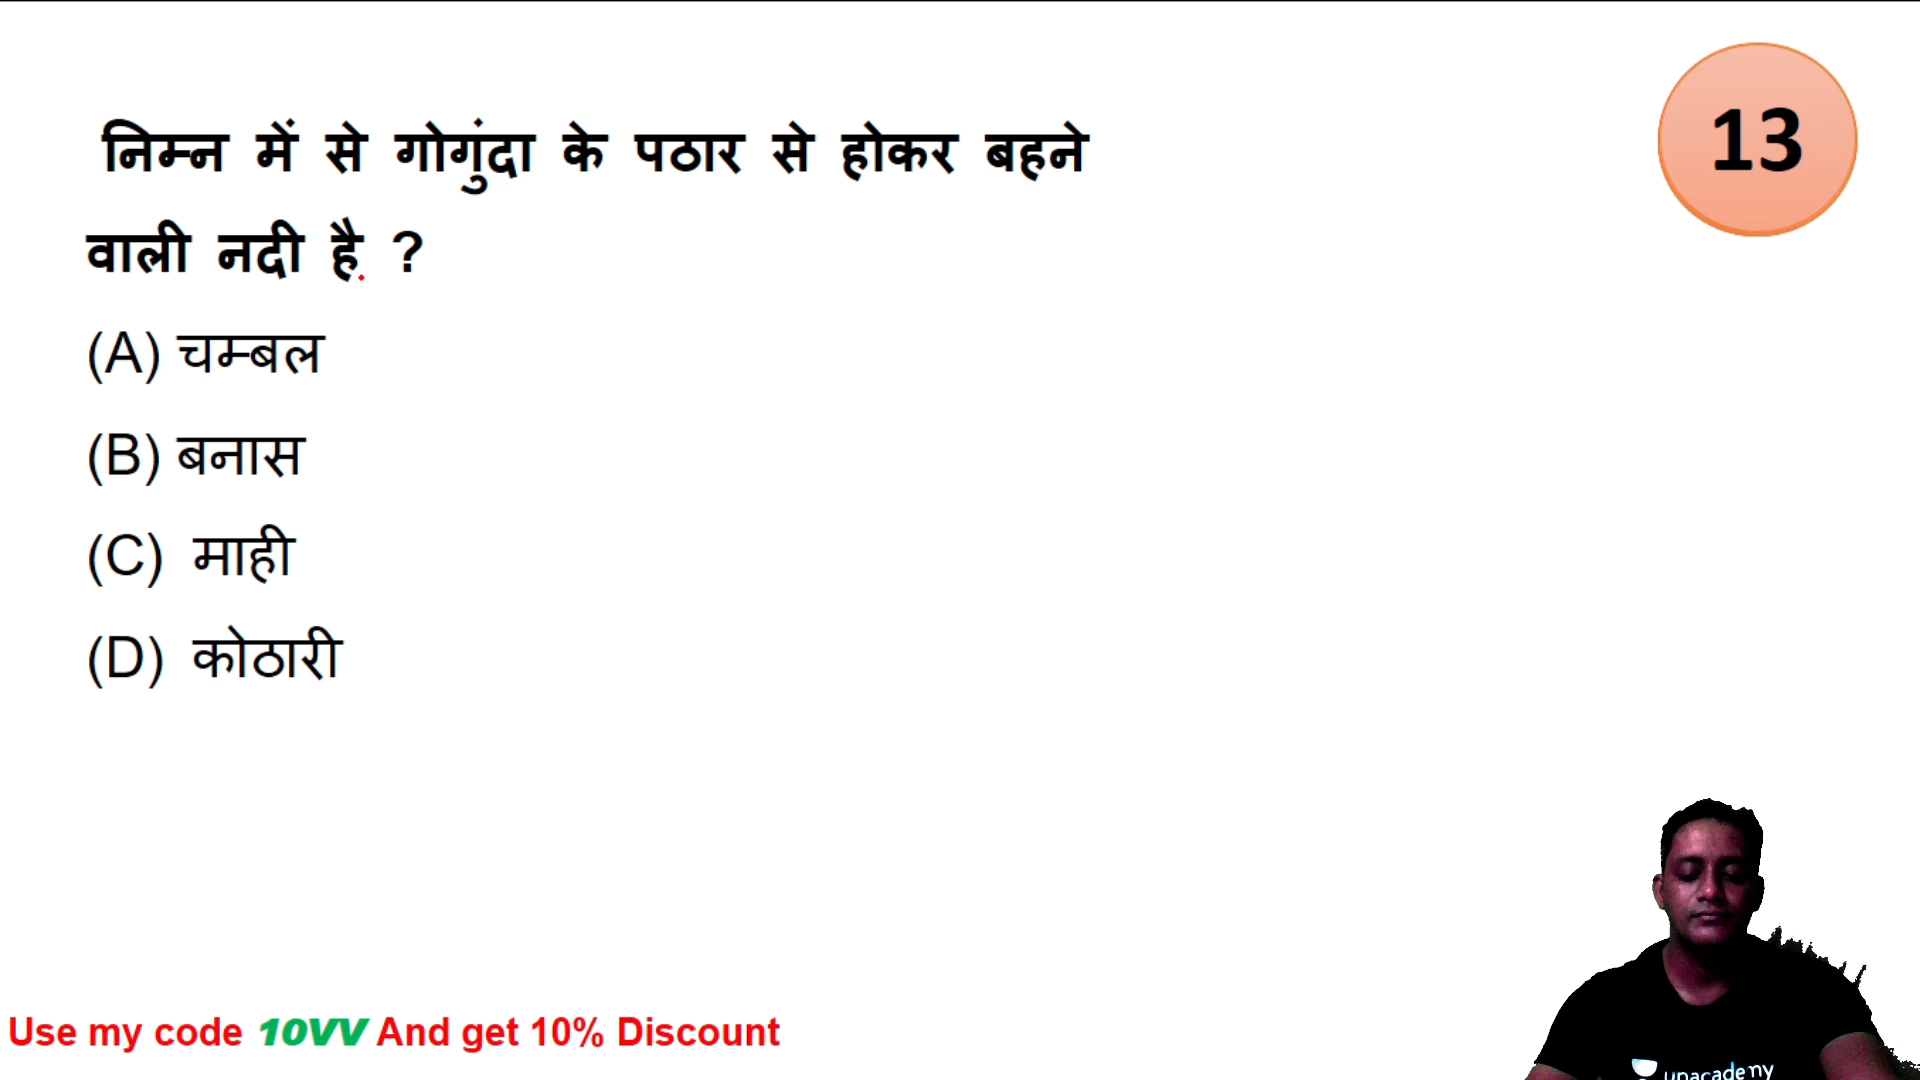 निम्न में से गोगुंदा के पठार से होकर बहने
वाली नदी है ?
13
(A) चम्बल
(B) बनास
(C) माही
(D) कोठारी
Use my code 10VV And get 10% Discount
unacademy